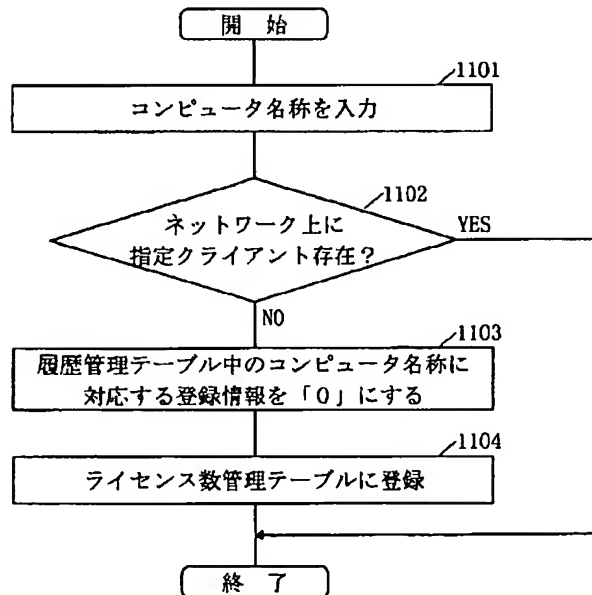 開 始
1101
コンピュータ名称を入力
1102
ネットワーク上に
指定クライアント存在?
YES
NO
1103
履歴管理テーブル中のコンピュータ名称に
対応する登録情報を「0」にする
1104
ライセンス数管理テーブルに登録
終 了